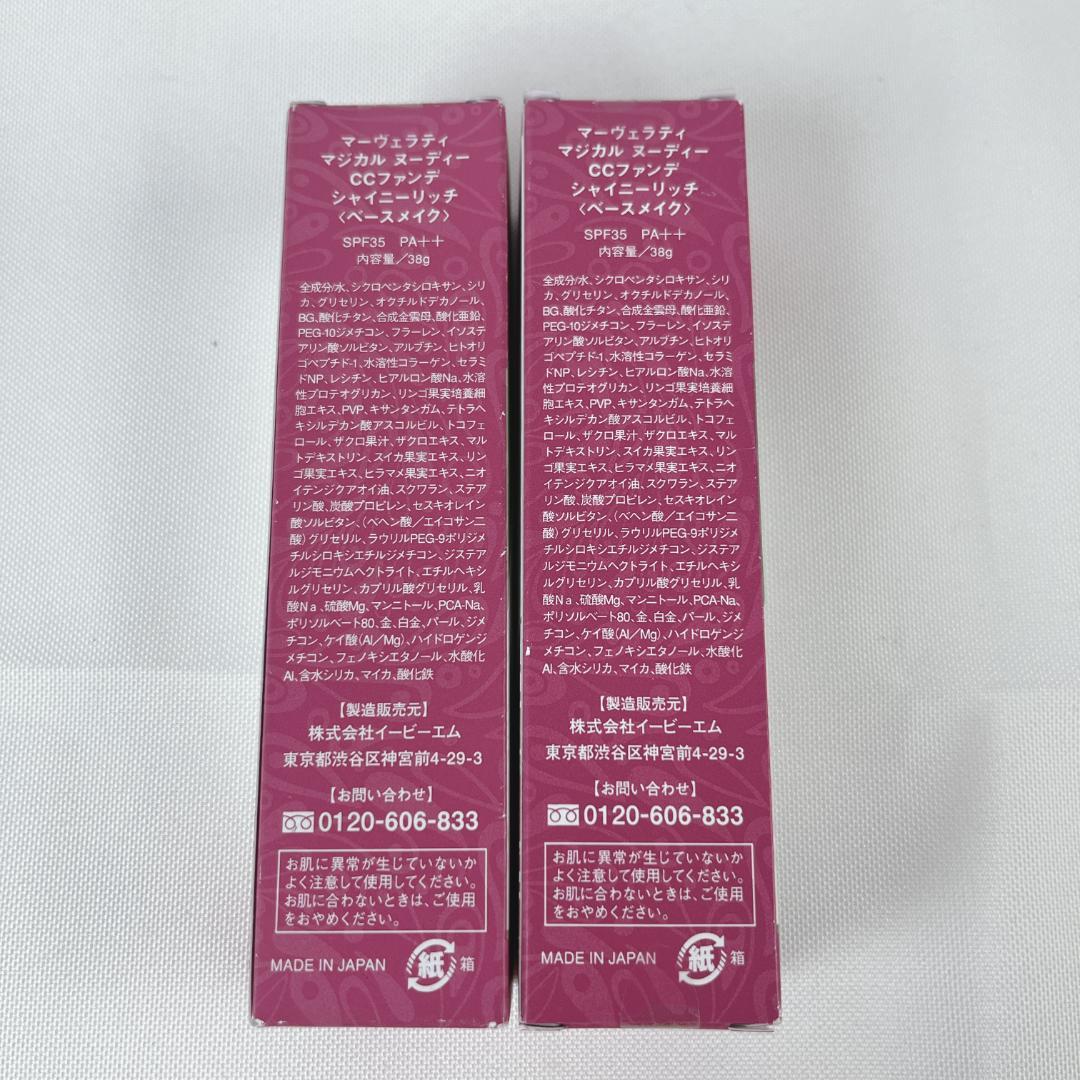 マーヴェラティ
マジカル ヌーディー
CCファンデ
シャイニーリッチ
〈ベースメイク〉
SPF35 PA++
内容量／38g
全成分/水、シクロペンタシロキサン、シリ
カ、グリセリン、オクチルドデカノール、
BG、酸化チタン、合成金雲母、酸化亜鉛、
PEG-10ジメチコン、フラーレン、イソステ
アリン酸ソルビタン、アルブチン、ヒトオリ
ゴペプチド-1、水溶性コラーゲン、セラミ
ドNP、レシチン、ヒアルロン酸Na、水溶
性プロテオグリカン、リンゴ果実培養細
胞エキス、PVP、キサンタンガム、テトラヘ
キシルデカン酸アスコルビル、トコフェ
ロール、ザクロ果汁、ザクロエキス、マル
トデキストリン、スイカ果実エキス、リン
ゴ果実エキス、ヒラマメ果実エキス、ニオ
イテンジクアオイ油、スクワラン、ステア
リン酸、炭酸プロピレン、セスキオレイン
酸ソルビタン、(ベヘン酸／エイコサン二
酸)グリセリル、ラウリルPEG-9ポリジメ
チルシロキシエチルジメチコン、ジステア
ルジモニウムヘクトライト、エチルヘキシ
ルグリセリン、カプリル酸グリセリル、乳
酸Na、硫酸Mg、マンニトール、PCA-Na、
ポリソルベート80、金、白金、パール、ジメ
チコン、ケイ酸(Al／Mg)、ハイドロゲンジ
メチコン、フェノキシエタノール、水酸化
Al、含水シリカ、マイカ、酸化鉄
【製造販売元】
株式会社イービーエム
東京都渋谷区神宮前4-29-3
【お問い合わせ】
0120-606-833
お肌に異常が生じていないか
よく注意して使用してください。
お肌に合わないときは、ご使用
をおやめください。
MADE IN JAPAN 紙 箱
マーヴェラティ
マジカル ヌーディー
CCファンデ
シャイニーリッチ
〈ベースメイク〉
SPF35 PA++
内容量／38g
全成分/水、シクロペンタシロキサン、シリ
カ、グリセリン、オクチルドデカノール、
BG、酸化チタン、合成金雲母、酸化亜鉛、
PEG-10ジメチコン、フラーレン、イソステ
アリン酸ソルビタン、アルブチン、ヒトオリ
ゴペプチド-1、水溶性コラーゲン、セラミ
ドNP、レシチン、ヒアルロン酸Na、水溶
性プロテオグリカン、リンゴ果実培養細
胞エキス、PVP、キサンタンガム、テトラヘ
キシルデカン酸アスコルビル、トコフェ
ロール、ザクロ果汁、ザクロエキス、マル
トデキストリン、スイカ果実エキス、リン
ゴ果実エキス、ヒラマメ果実エキス、ニオ
イテンジクアオイ油、スクワラン、ステア
リン酸、炭酸プロピレン、セスキオレイン
酸ソルビタン、(ベヘン酸／エイコサン二
酸)グリセリル、ラウリルPEG-9ポリジメ
チルシロキシエチルジメチコン、ジステア
ルジモニウムヘクトライト、エチルヘキシ
ルグリセリン、カプリル酸グリセリル、乳
酸Na、硫酸Mg、マンニトール、PCA-Na、
ポリソルベート80、金、白金、パール、ジメ
チコン、ケイ酸(Al／Mg)、ハイドロゲンジ
メチコン、フェノキシエタノール、水酸化
Al、含水シリカ、マイカ、酸化鉄
【製造販売元】
株式会社イービーエム
東京都渋谷区神宮前4-29-3
【お問い合わせ】
0120-606-833
お肌に異常が生じていないか
よく注意して使用してください。
お肌に合わないときは、ご使用
をおやめください。
MADE IN JAPAN 紙 箱